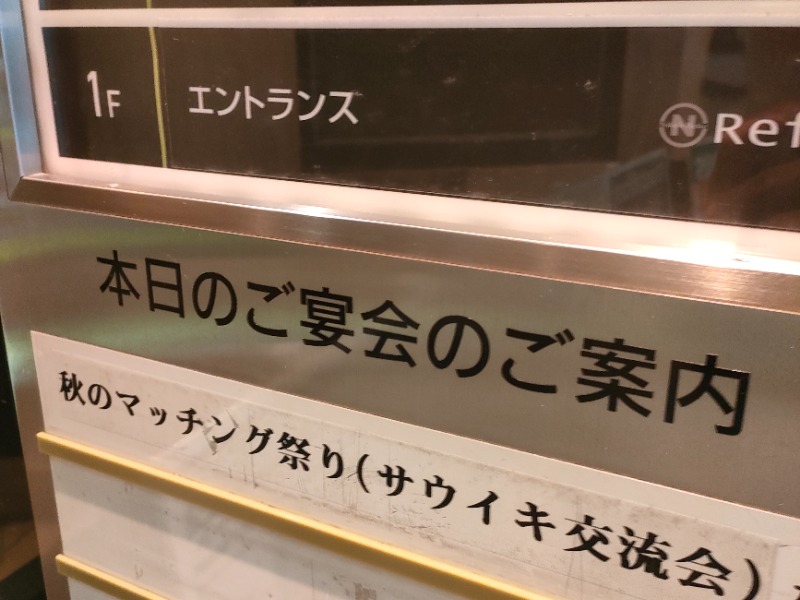 1F エントランス N Ref
本日のご宴会のご案内
秋のマッチング祭り(サウイキ交流会)